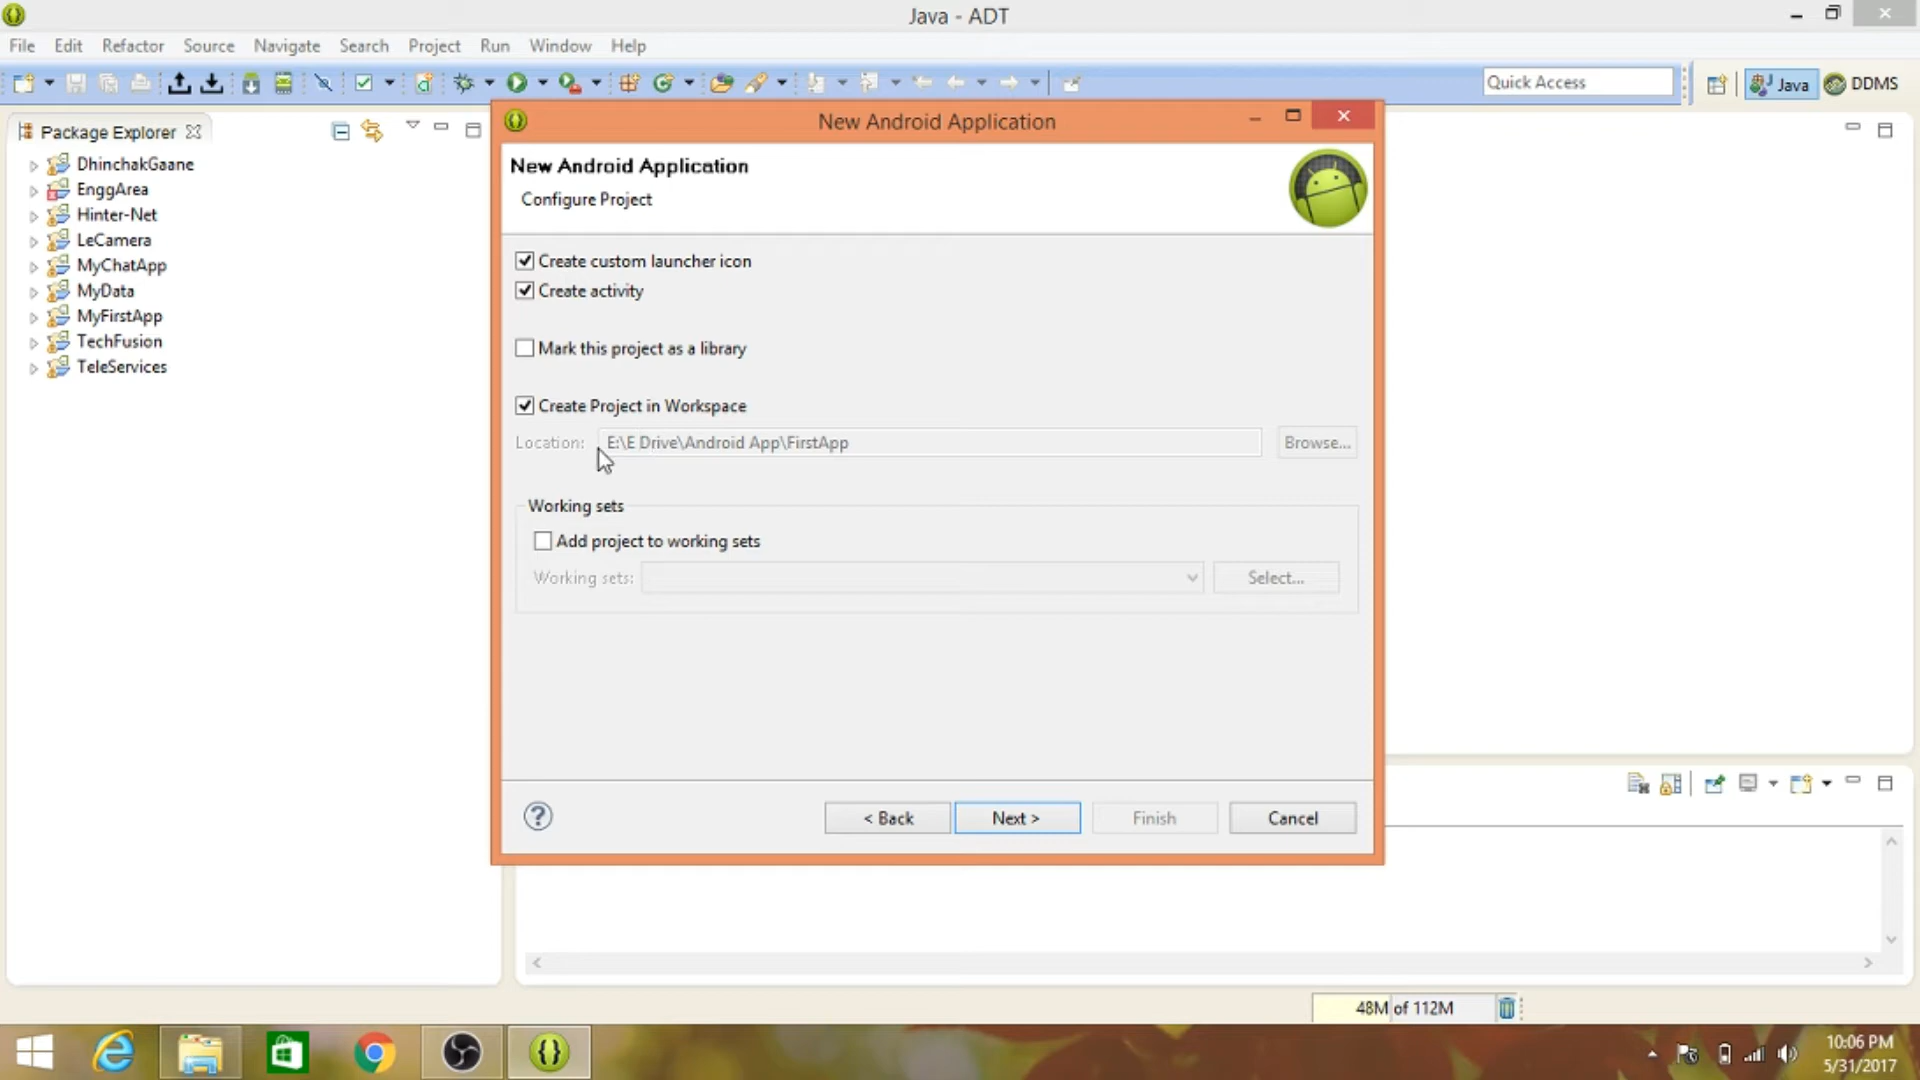 Java - ADT
File Edit Refactor Source Navigate Search Project Run Window Help
Quick Access
Java
DDMS
Package Explorer
DhinchakGaane
EnggArea
Hinter-Net
LeCamera
MyChatApp
MyData
MyFirstApp
TechFusion
TeleServices
New Android Application
New Android Application
Configure Project
Create custom launcher icon
Create activity
Mark this project as a library
Create Project in Workspace
Location: E:\E Drive\Android App\FirstApp Browse...
Working sets
Add project to working sets
Working sets: Select...
< Back Next > Finish Cancel
48M of 112M
10:06 PM
5/31/2017